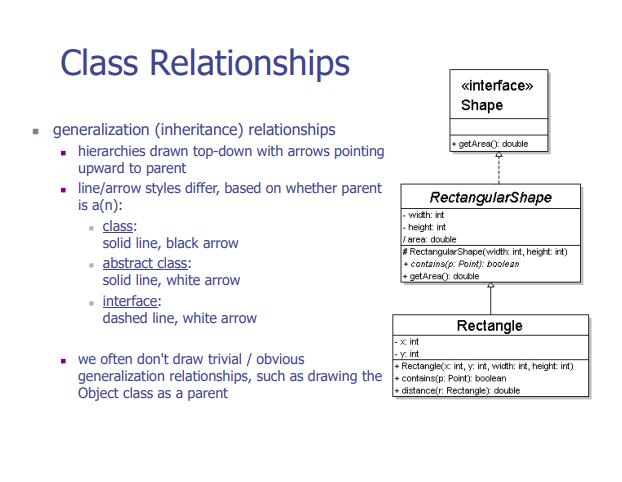 Class Relationships
generalization (inheritance) relationships
hierarchies drawn top-down with arrows pointing
upward to parent
line/arrow styles differ, based on whether parent
is a(n):
class:
solid line, black arrow
abstract class:
solid line, white arrow
interface:
dashed line, white arrow
we often don't draw trivial / obvious
generalization relationships, such as drawing the
Object class as a parent
«interface»
Shape
+ getArea(): double
RectangularShape
- width: int
- height: int
/ area: double
# RectangularShape(width: int, height: int)
+ contains(p: Point): boolean
+ getArea(): double
Rectangle
- x: int
- y: int
+ Rectangle(x: int, y: int, width: int, height: int)
+ contains(p: Point): boolean
+ distance(r: Rectangle): double